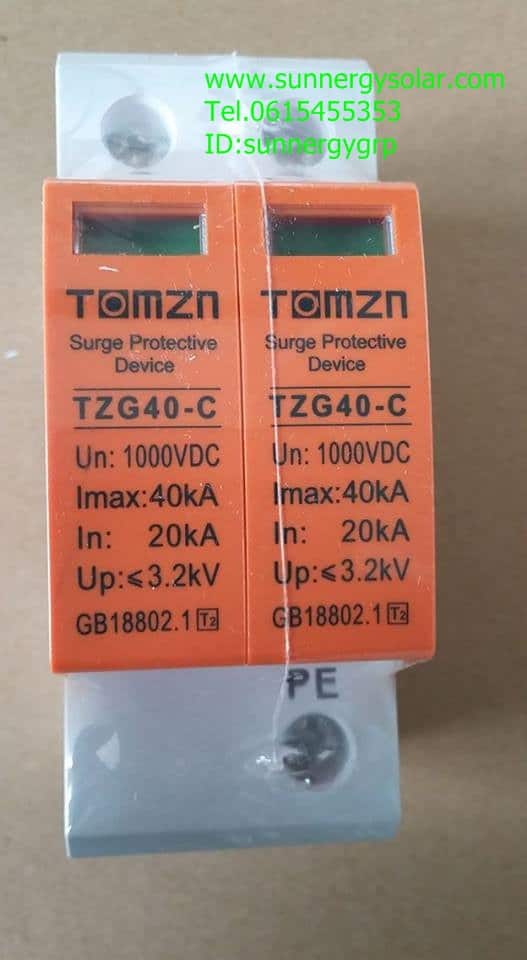 www.sunnergysolar.com
Tel.0615455353
ID:sunnergygrp
TOMZN
Surge Protective
Device
TZG40-C
Un: 1000VDC
Imax:40kA
In: 20kA
Up:≤3.2kV
GB18802.1 T2
TOMZN
Surge Protective
Device
TZG40-C
Un: 1000VDC
Imax:40kA
In: 20kA
Up:≤3.2kV
GB18802.1 T2
PE